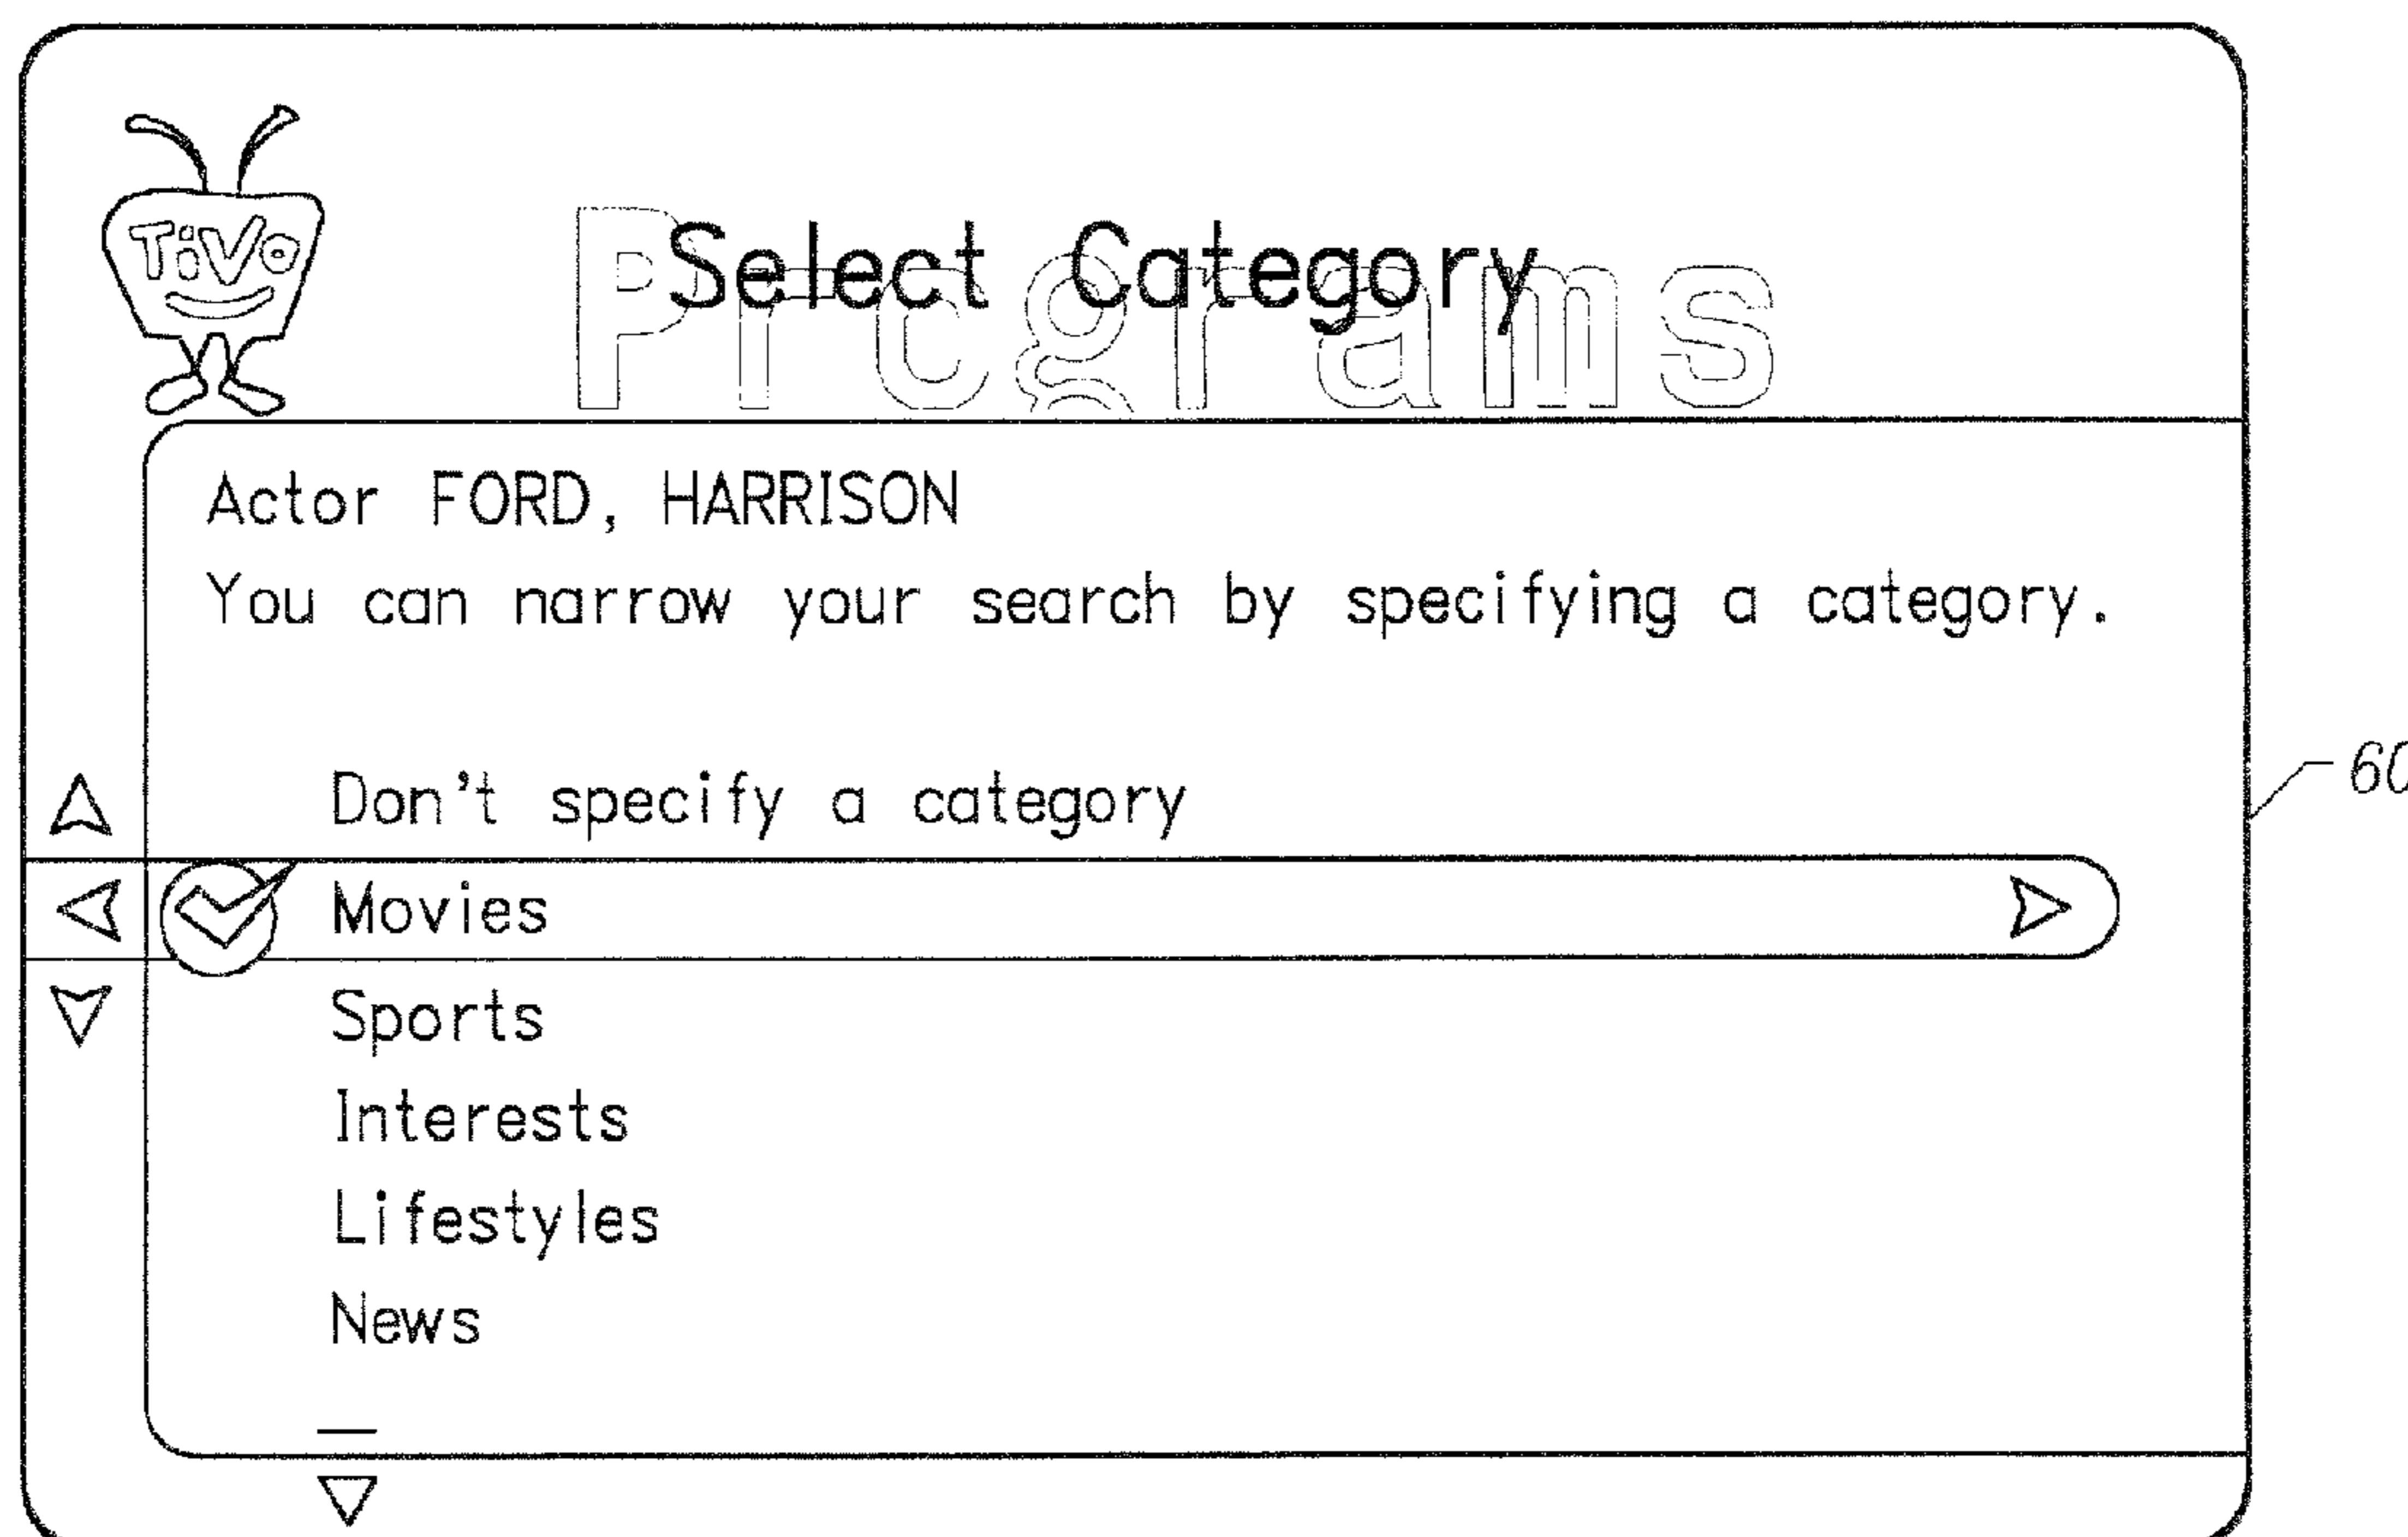 TiVo
Select Category
Programs
Actor FORD, HARRISON
You can narrow your search by specifying a category.
Don't specify a category
Movies
Sports
Interests
Lifestyles
News